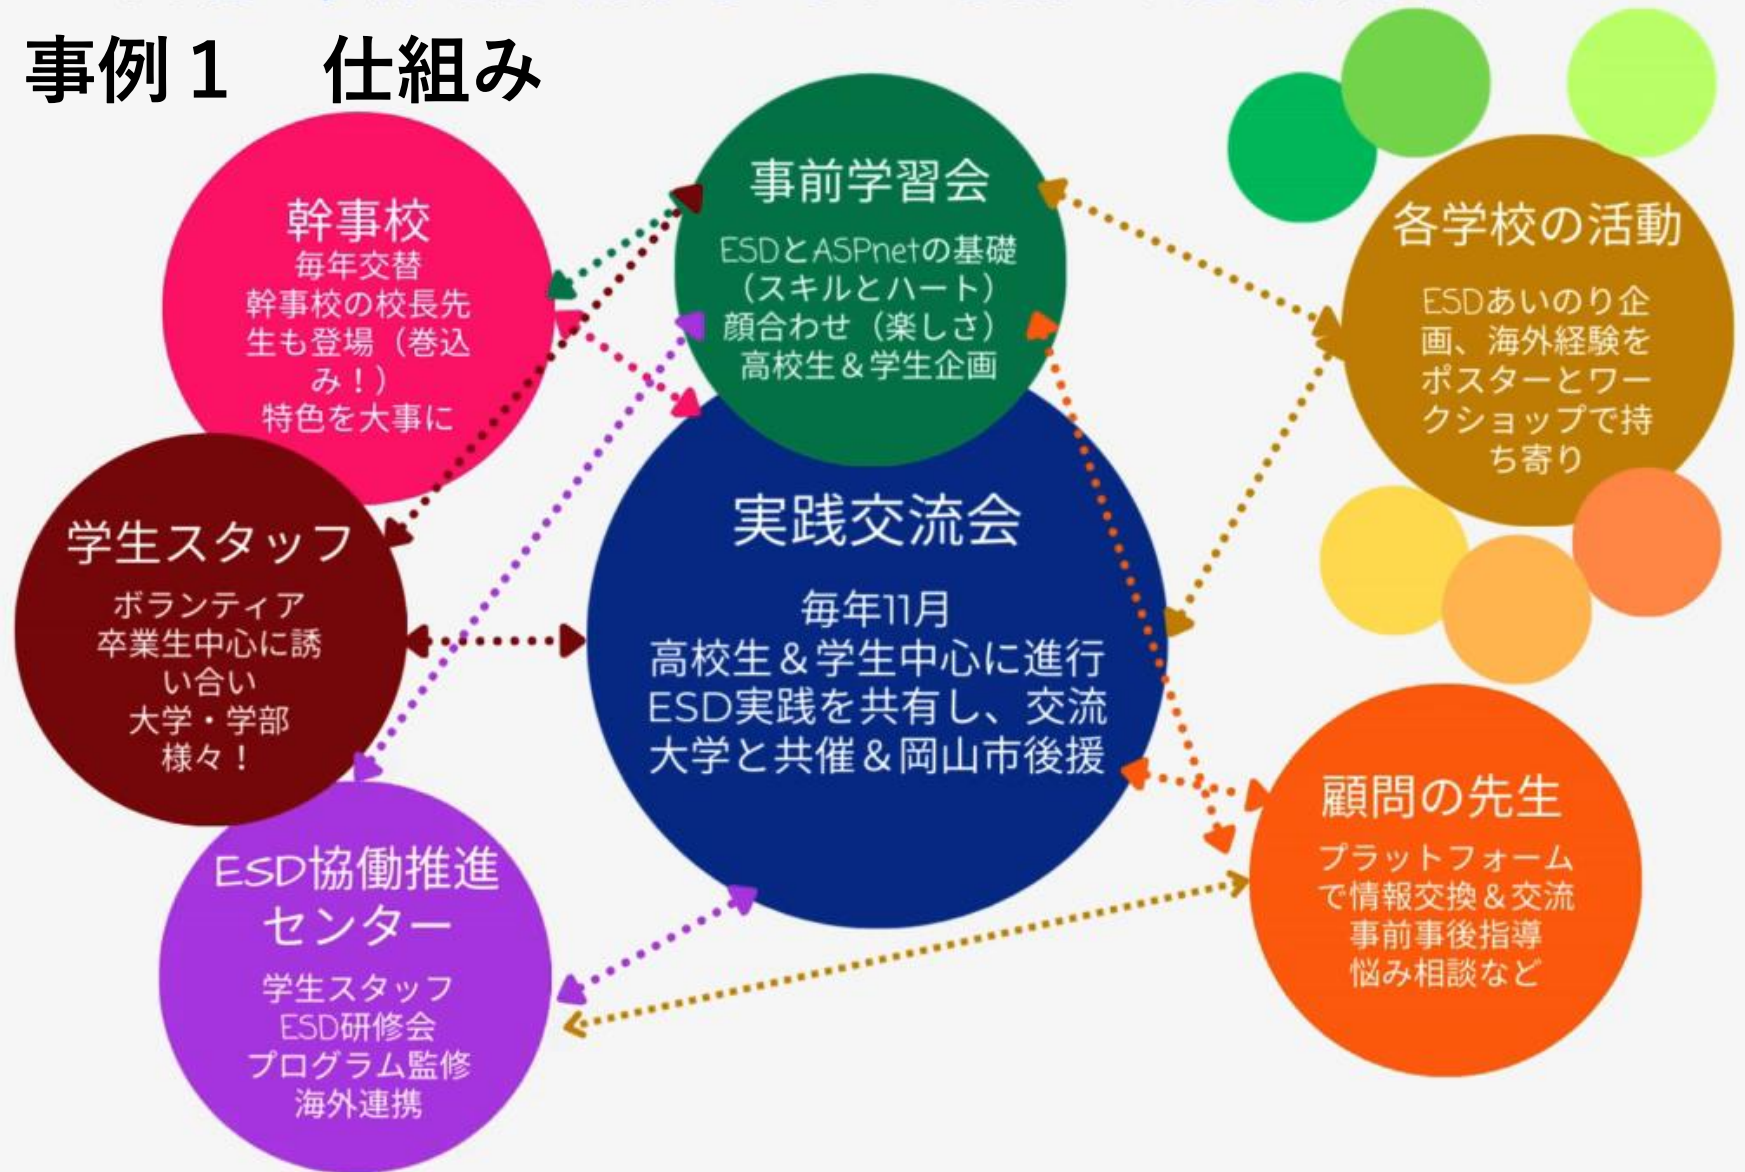 事例１　仕組み
幹事校
毎年交替
幹事校の校長先
生も登場（巻込
み！）
特色を大事に
事前学習会
ESDとASPnetの基礎
（スキルとハート）
顔合わせ（楽しさ）
高校生＆学生企画
各学校の活動
ESDあいのり企
画、海外経験を
ポスターとワー
クショップで持
ち寄り
学生スタッフ
ボランティア
卒業生中心に誘
い合い
大学・学部
様々！
実践交流会
毎年11月
高校生＆学生中心に進行
ESD実践を共有し、交流
大学と共催＆岡山市後援
ESD協働推進
センター
学生スタッフ
ESD研修会
プログラム監修
海外連携
顧問の先生
プラットフォーム
で情報交換＆交流
事前事後指導
悩み相談など